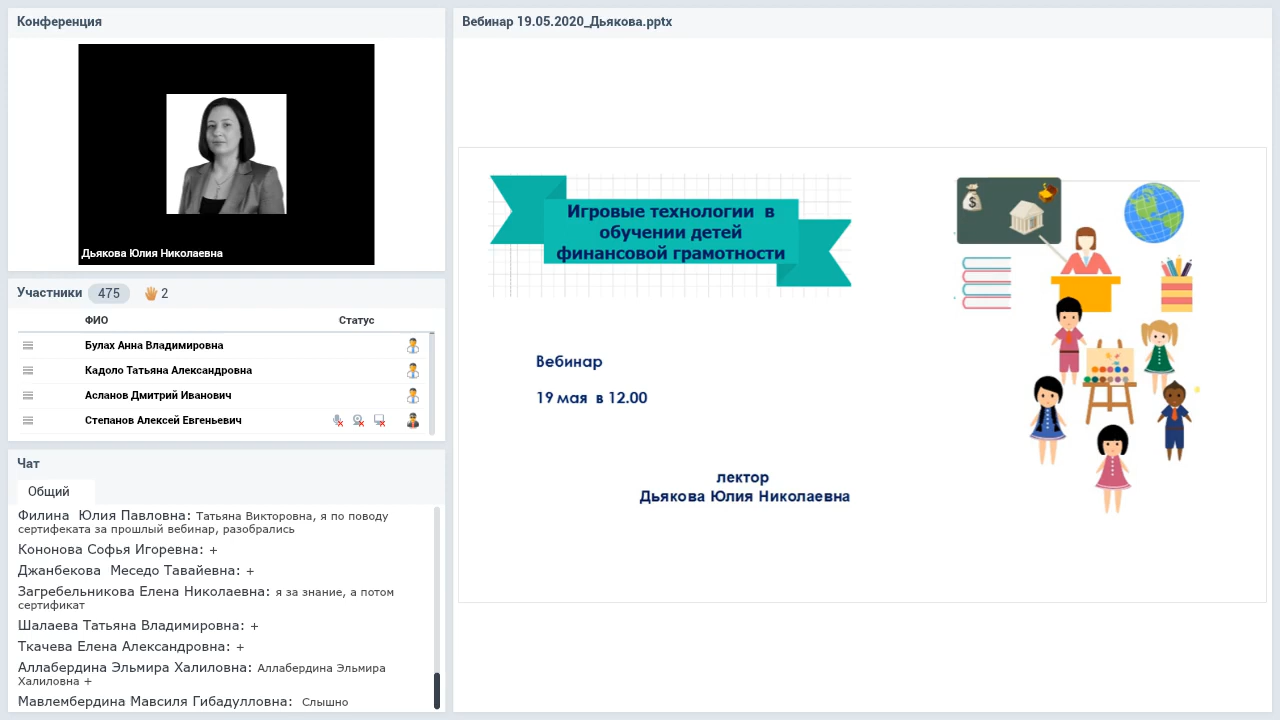 Конференция
Дьякова Юлия Николаевна
Участники 475 2
ФИО Статус
Булах Анна Владимировна
Кадоло Татьяна Александровна
Асланов Дмитрий Иванович
Степанов Алексей Евгеньевич
Чат
Общий
Филина Юлия Павловна: Татьяна Викторовна, я по поводу
сертифеката за прошлый вебинар, разобрались
Кононова Софья Игоревна: +
Джанбекова Меседо Тавайевна: +
Загребельникова Елена Николаевна: я за знание, а потом
сертификат
Шалаева Татьяна Владимировна: +
Ткачева Елена Александровна: +
Аллабердина Эльмира Халиловна: Аллабердина Эльмира
Халиловна +
Мавлембердина Мавсиля Гибадулловна: Слышно
Вебинар 19.05.2020_Дьякова.pptx
Игровые технологии в
обучении детей
финансовой грамотности
$
Вебинар
19 мая в 12.00
лектор
Дьякова Юлия Николаевна